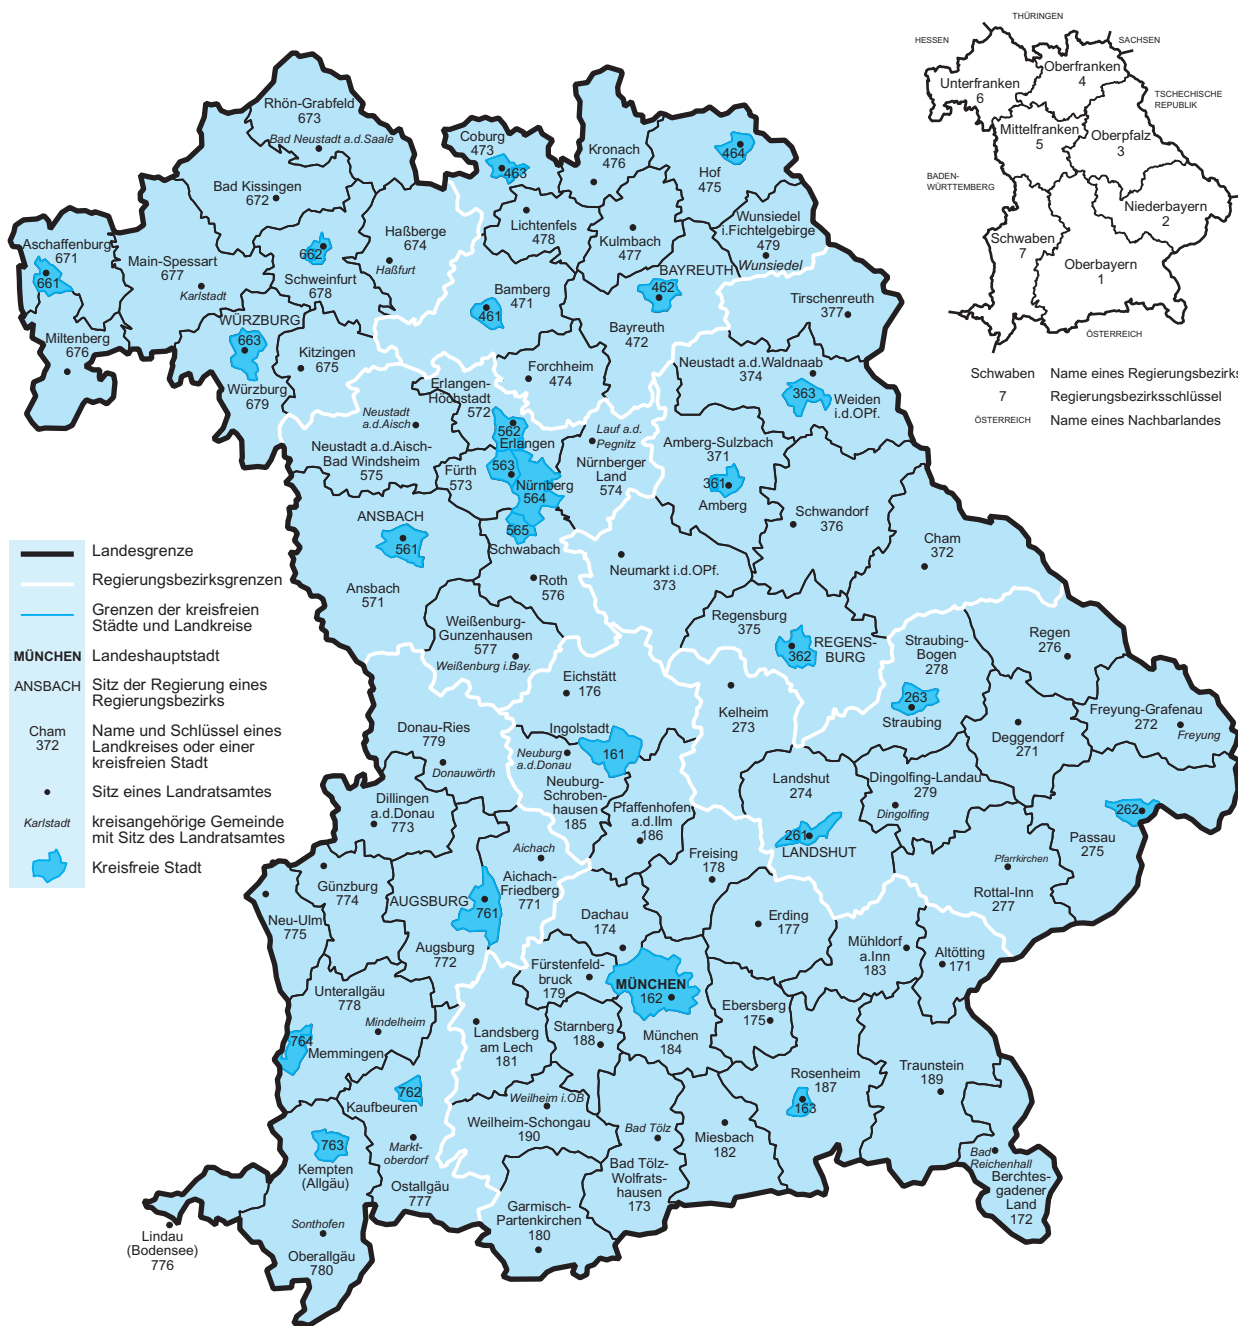 Rhön-Grabfeld
673
Bad Neustadt a.d.Saale
Coburg
473
463
Kronach
476
464
Hof
475
Bad Kissingen
672
Haßberge
674
Haßfurt
Lichtenfels
478
Kulmbach
477
Wunsiedel
i.Fichtelgebirge
479
Wunsiedel
Aschaffenburg
671
661
Main-Spessart
677
Karlstadt
662
Schweinfurt
678
Bamberg
471
461
BAYREUTH
462
Bayreuth
472
Tirschenreuth
377
Miltenberg
676
WÜRZBURG
663
Würzburg
679
Kitzingen
675
Forchheim
474
Neustadt a.d.Waldnaab
374
363
Weiden
i.d.OPf.
Erlangen-
Höchstadt
572
Neustadt
a.d.Aisch
Neustadt a.d.Aisch-
Bad Windsheim
575
562
Erlangen
Lauf a.d.
Pegnitz
Nürnberger
Land
574
Fürth
573
563
Nürnberg
564
565
Schwabach
Amberg-Sulzbach
371
361
Amberg
Schwandorf
376
Cham
372
ANSBACH
561
Ansbach
571
Roth
576
Neumarkt i.d.OPf.
373
Weißenburg-
Gunzenhausen
577
Weißenburg i.Bay.
Regensburg
375
362
REGENS-
BURG
Straubing-
Bogen
278
263
Straubing
Regen
276
Eichstätt
176
Kelheim
273
Freyung-Grafenau
272
Freyung
Deggendorf
271
Donau-Ries
779
Donauwörth
Ingolstadt
161
Neuburg
a.d.Donau
Neuburg-
Schroben-
hausen
185
Pfaffenhofen
a.d.Ilm
186
Landshut
274
261
LANDSHUT
Dingolfing-Landau
279
Dingolfing
262
Passau
275
Dillingen
a.d.Donau
773
Aichach
Aichach-
Friedberg
771
Freising
178
Pfarrkirchen
Rottal-Inn
277
Günzburg
774
Neu-Ulm
775
AUGSBURG
761
Augsburg
772
Dachau
174
Erding
177
Mühldorf
a.Inn
183
Altötting
171
Fürstenfeld-
bruck
179
MÜNCHEN
162
München
184
Ebersberg
175
Unterallgäu
778
Mindelheim
764
Memmingen
Landsberg
am Lech
181
Starnberg
188
Rosenheim
187
163
Traunstein
189
762
Kaufbeuren
Weilheim i.OB
Weilheim-Schongau
190
Bad Tölz
Bad Tölz-
Wolfrats-
hausen
173
Miesbach
182
Bad
Reichenhall
Berchtes-
gadener
Land
172
763
Kempten
(Allgäu)
Markt-
oberdorf
Ostallgäu
777
Garmisch-
Partenkirchen
180
Lindau
(Bodensee)
776
Sonthofen
Oberallgäu
780
Landesgrenze
Regierungsbezirksgrenzen
Grenzen der kreisfreien
Städte und Landkreise
MÜNCHEN Landeshauptstadt
ANSBACH Sitz der Regierung eines
Regierungsbezirks
Cham
372
Name und Schlüssel eines
Landkreises oder einer
kreisfreien Stadt
Sitz eines Landratsamtes
Karlstadt kreisangehörige Gemeinde
mit Sitz des Landratsamtes
Kreisfreie Stadt
THÜRINGEN
HESSEN
SACHSEN
Oberfranken
4
Unterfranken
6
TSCHECHISCHE
REPUBLIK
Mittelfranken
5
Oberpfalz
3
BADEN-
WÜRTTEMBERG
Niederbayern
2
Schwaben
7
Oberbayern
1
ÖSTERREICH
Schwaben Name eines Regierungsbezirks
7 Regierungsbezirksschlüssel
ÖSTERREICH Name eines Nachbarlandes